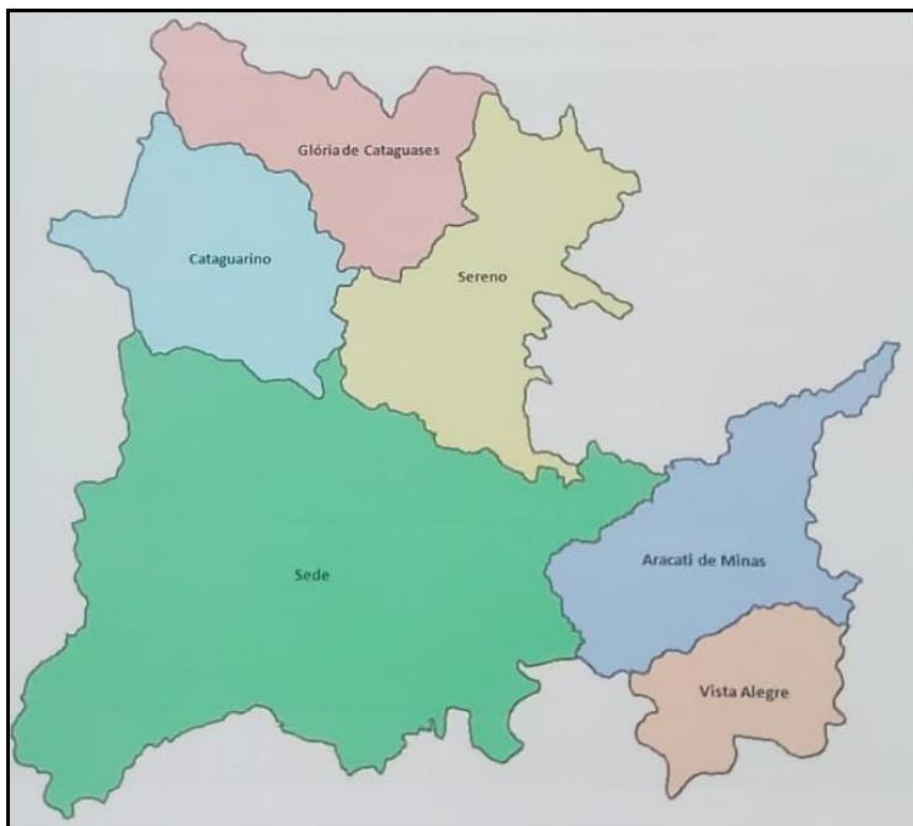 Glória de Cataguases
Cataguarino
Sereno
Aracati de Minas
Sede
Vista Alegre